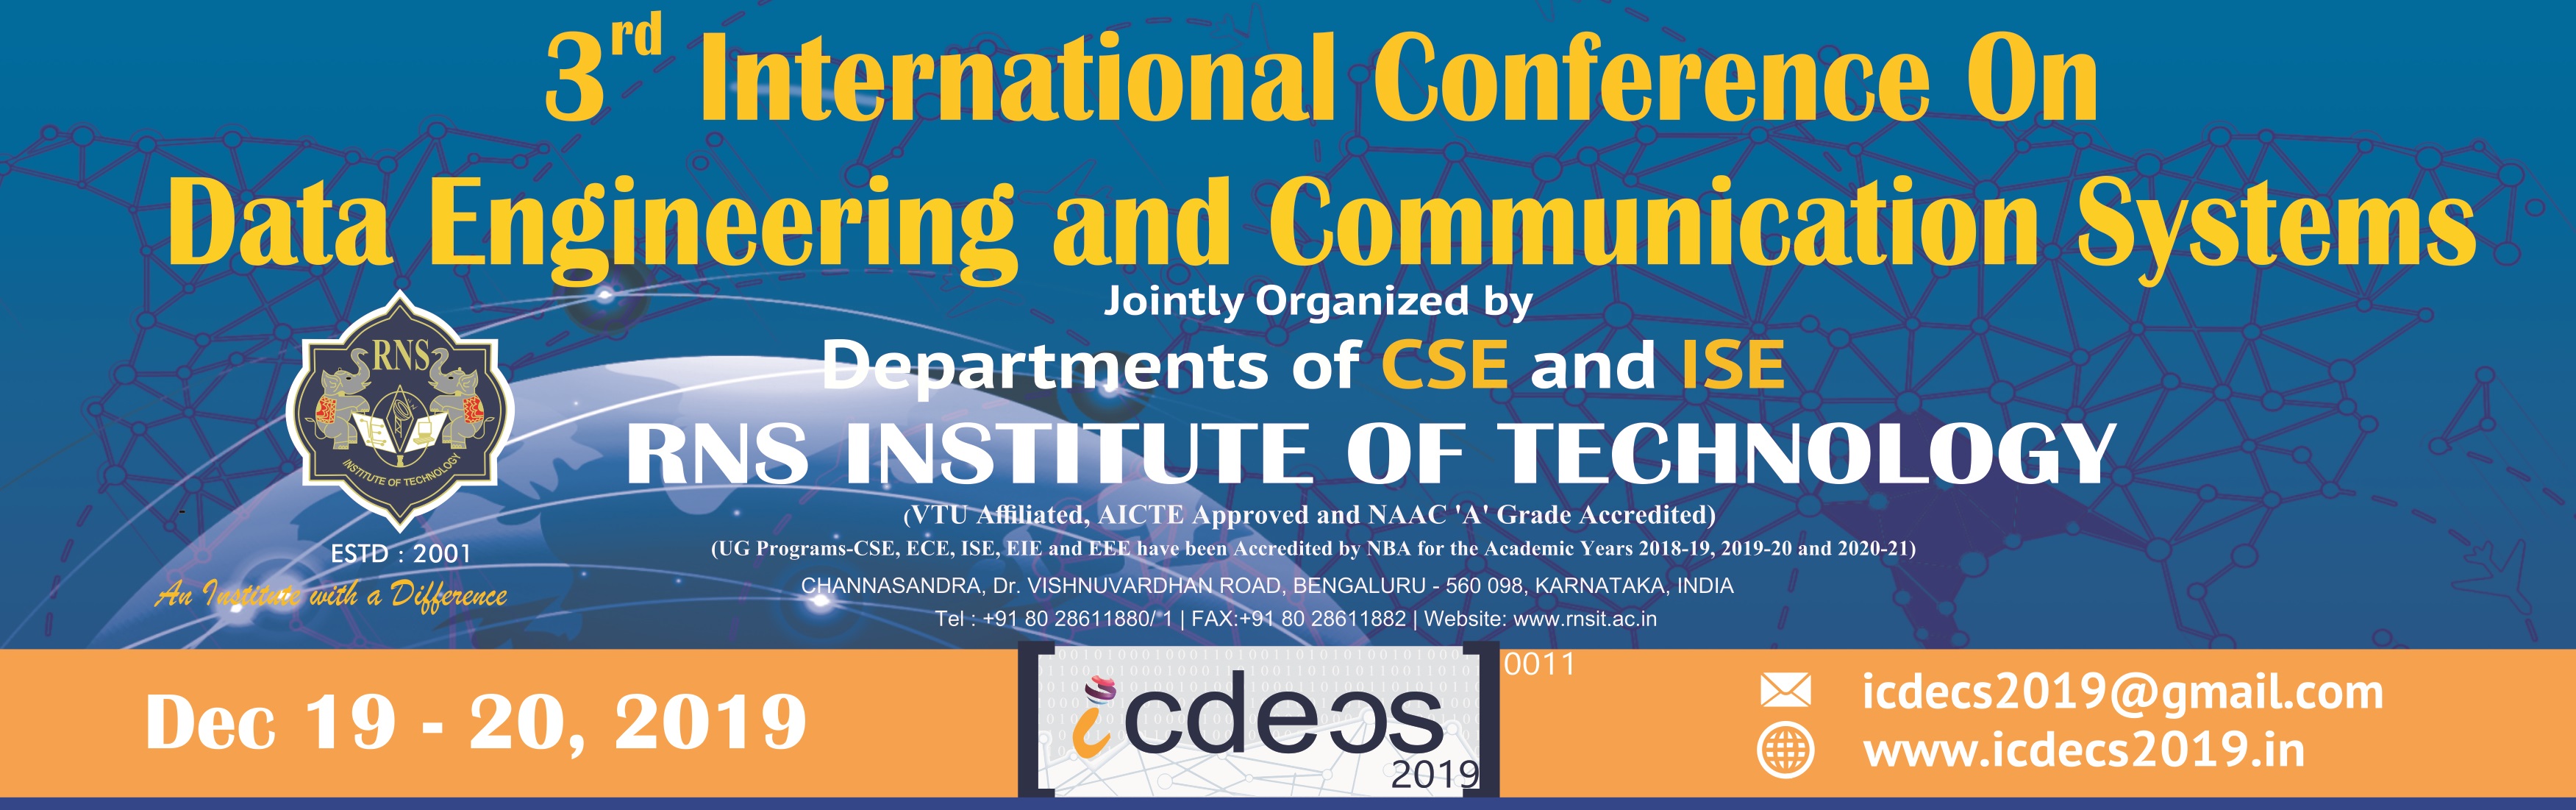 3rd International Conference On
Data Engineering and Communication Systems
Jointly Organized by
Departments of CSE and ISE
RNS INSTITUTE OF TECHNOLOGY
(VTU Affiliated, AICTE Approved and NAAC 'A' Grade Accredited)
(UG Programs-CSE, ECE, ISE, EIE and EEE have been Accredited by NBA for the Academic Years 2018-19, 2019-20 and 2020-21)
CHANNASANDRA, Dr. VISHNUVARDHAN ROAD, BENGALURU - 560 098, KARNATAKA, INDIA
Tel : +91 80 28611880/ 1 | FAX:+91 80 28611882 | Website: www.rnsit.ac.in
RNS
INSTITUTE OF TECHNOLOGY
ESTD : 2001
An Institute with a Difference
Dec 19 - 20, 2019
icdecs
2019
0011
icdecs2019@gmail.com
www.icdecs2019.in